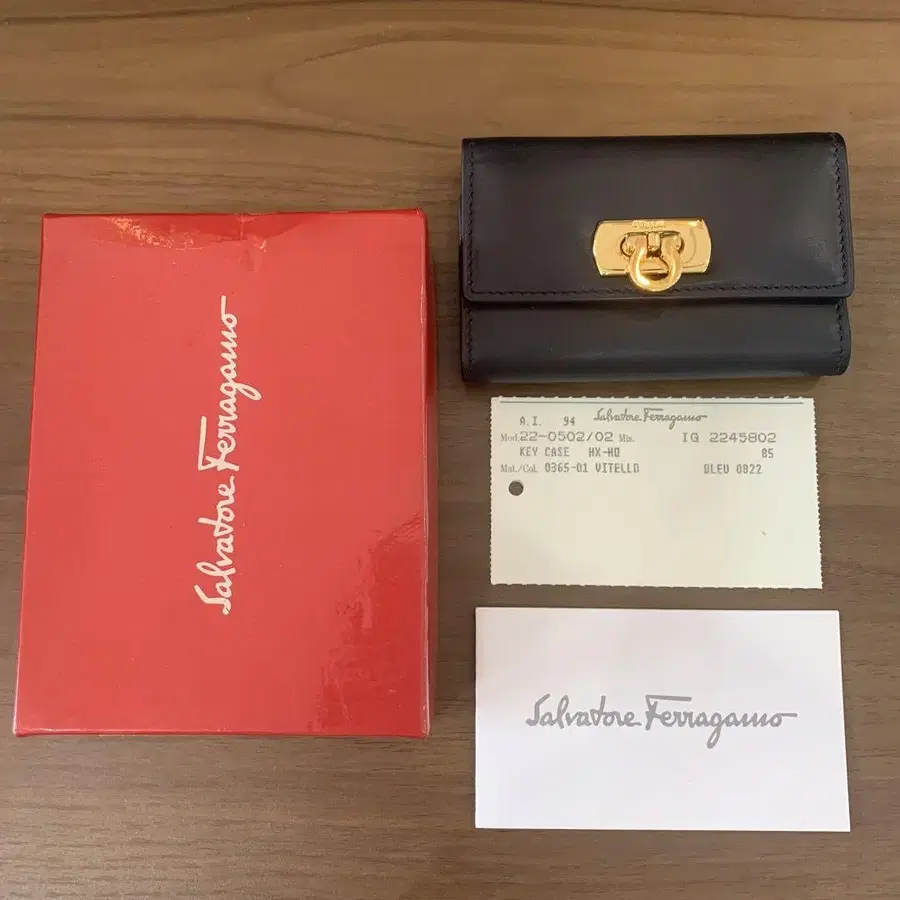 Salvatore Ferragamo
A.I. 94 Salvatore Ferragamo
Mod. 22-0502/02 Mis. IG 2245802
KEY CASE HX-HO 85
Mat./Col. 0365-01 VITELLO BLEU 0822
Salvatore Ferragamo